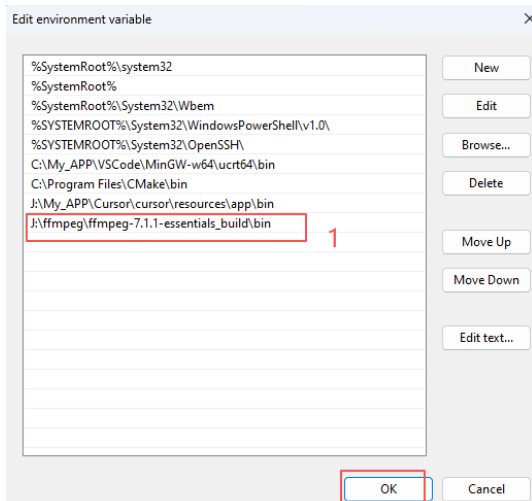 Edit environment variable
%SystemRoot%\system32
%SystemRoot%
%SystemRoot%\System32\Wbem
%SYSTEMROOT%\System32\WindowsPowerShell\v1.0\
%SYSTEMROOT%\System32\OpenSSH\
C:\My_APP\VSCode\MinGW-w64\ucrt64\bin
C:\Program Files\CMake\bin
J:\My_APP\Cursor\cursor\resources\app\bin
J:\ffmpeg\ffmpeg-7.1.1-essentials_build\bin
1
New
Edit
Browse...
Delete
Move Up
Move Down
Edit text...
OK
Cancel